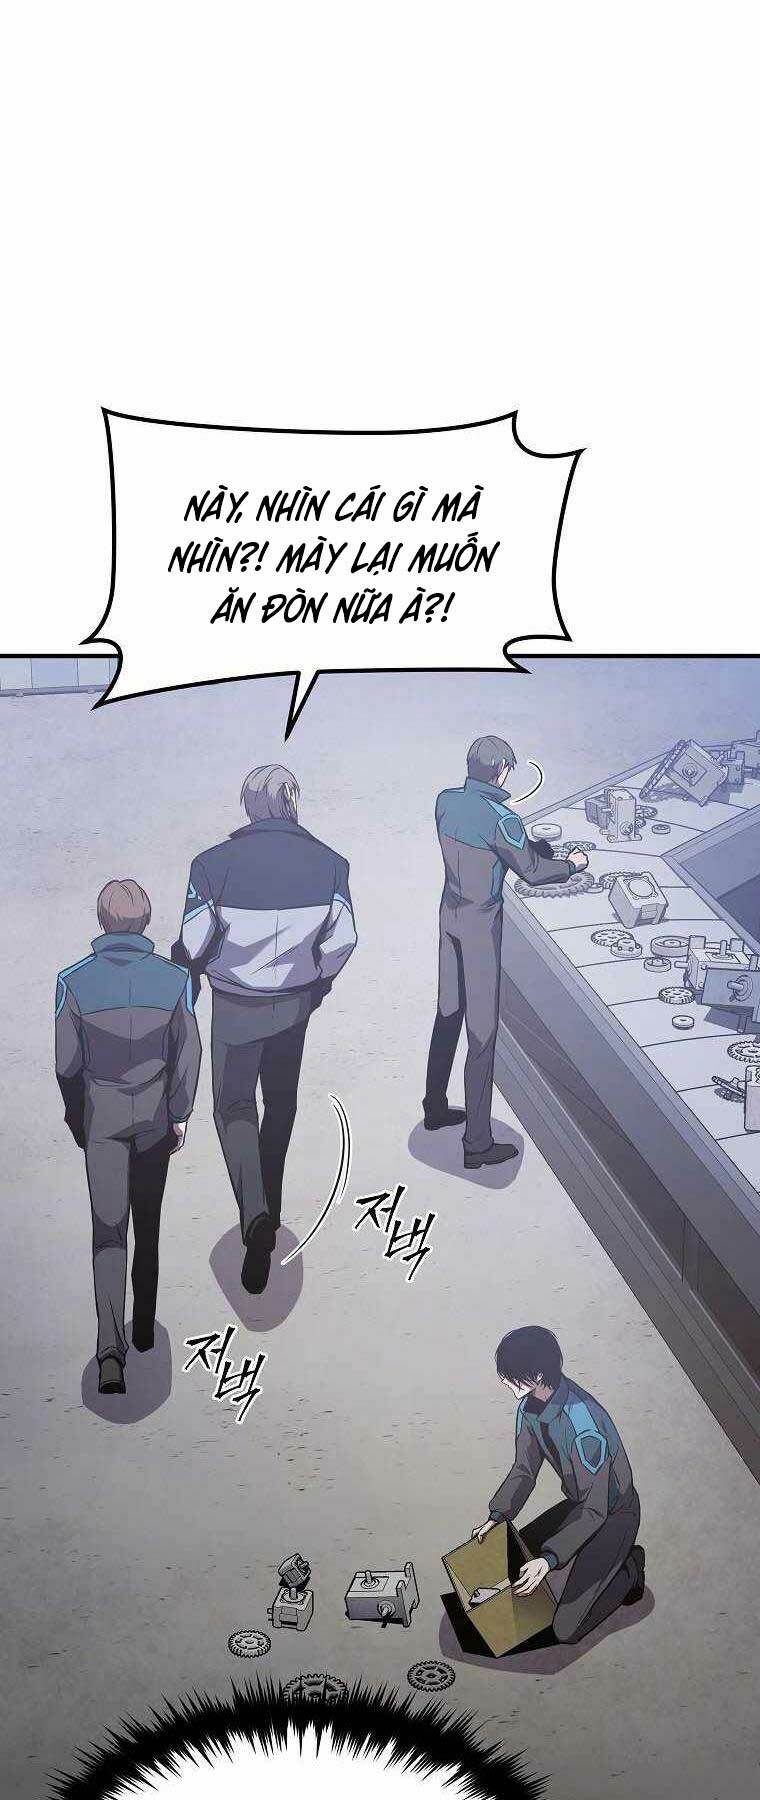 NÀY, NHÌN CÁI GÌ MÀ
NHÌN?! MÀY LẠI MUỐN
ĂN ĐÒN NỮA À?!
저벅
저벅